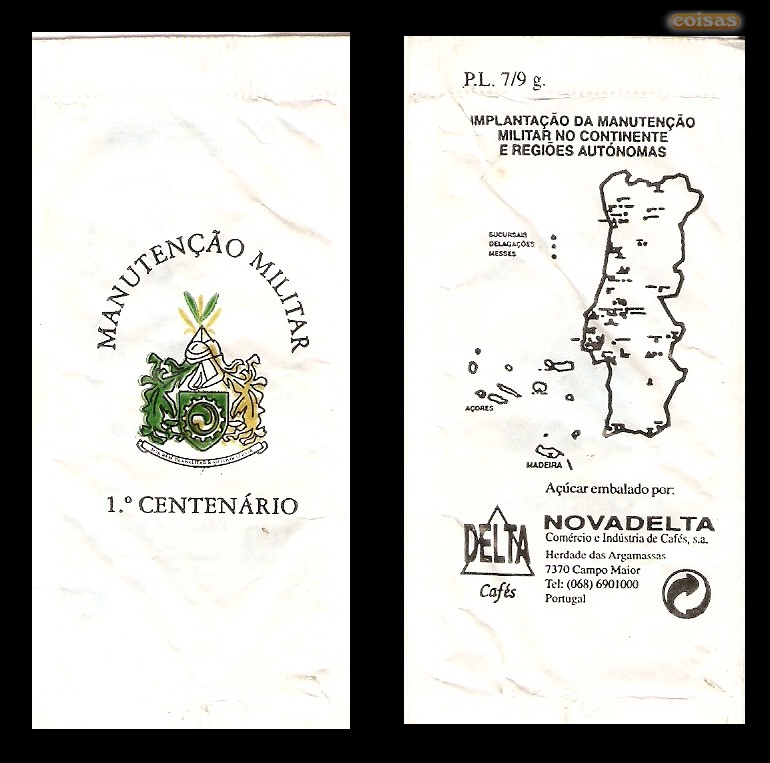 MANUTENÇÃO MILITAR
1.º CENTENÁRIO
coisas
P.L. 7/9 g.
IMPLANTAÇÃO DA MANUTENÇÃO
MILITAR NO CONTINENTE
E REGIÕES AUTÓNOMAS
SUCURSAIS
DELAGAÇÕES
MESSES
AÇORES
MADEIRA
Açúcar embalado por:
DELTA
Cafés
NOVADELTA
Comércio e Indústria de Cafés, s.a.
Herdade das Argamassas
7370 Campo Maior
Tel: (068) 6901000
Portugal